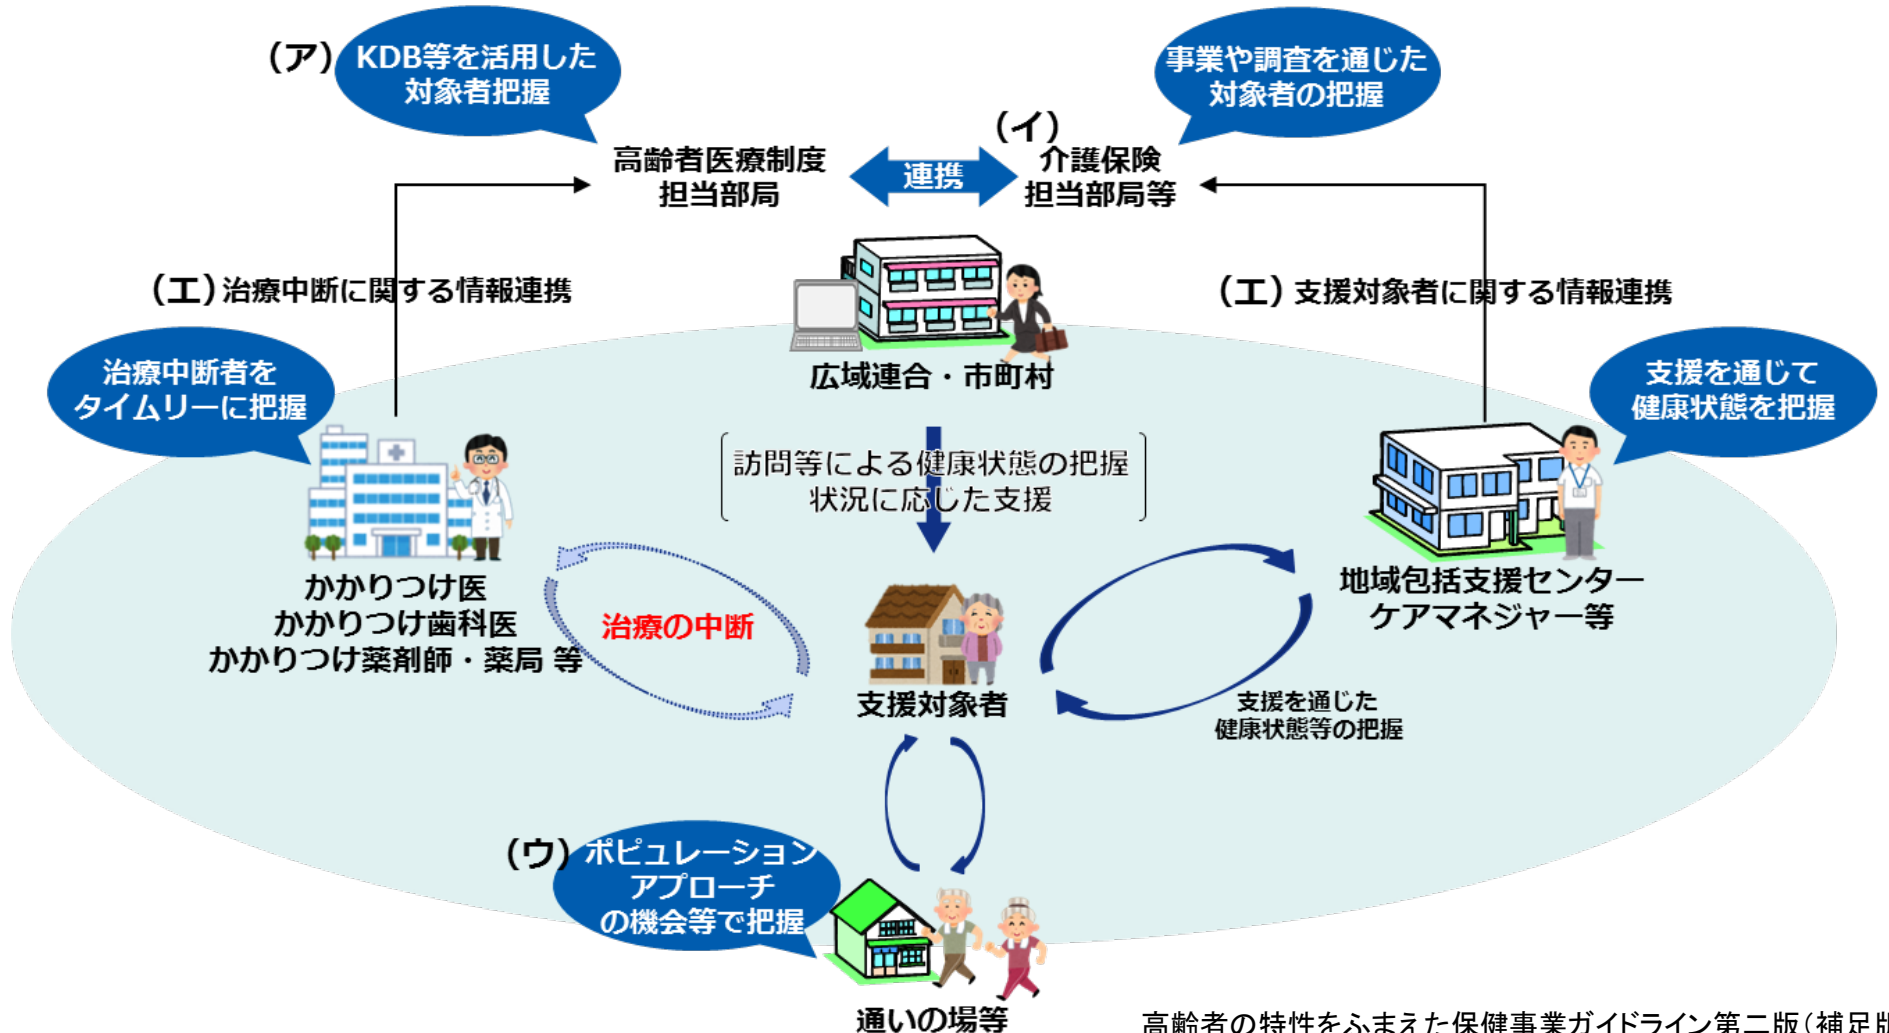 (ア)
KDB等を活用した
対象者把握
事業や調査を通じた
対象者の把握
高齢者医療制度
担当部局
連携
(イ)
介護保険
担当部局等
(エ)治療中断に関する情報連携
(エ)支援対象者に関する情報連携
広域連合・市町村
治療中断者を
タイムリーに把握
支援を通じて
健康状態を把握
訪問等による健康状態の把握
状況に応じた支援
かかりつけ医
かかりつけ歯科医
かかりつけ薬剤師・薬局 等
治療の中断
支援対象者
地域包括支援センター
ケアマネジャー等
支援を通じた
健康状態等の把握
(ウ)
ポピュレーション
アプローチ
の機会等で把握
通いの場等
高齢者の特性をふまえた保健事業ガイドライン第二版(補足版